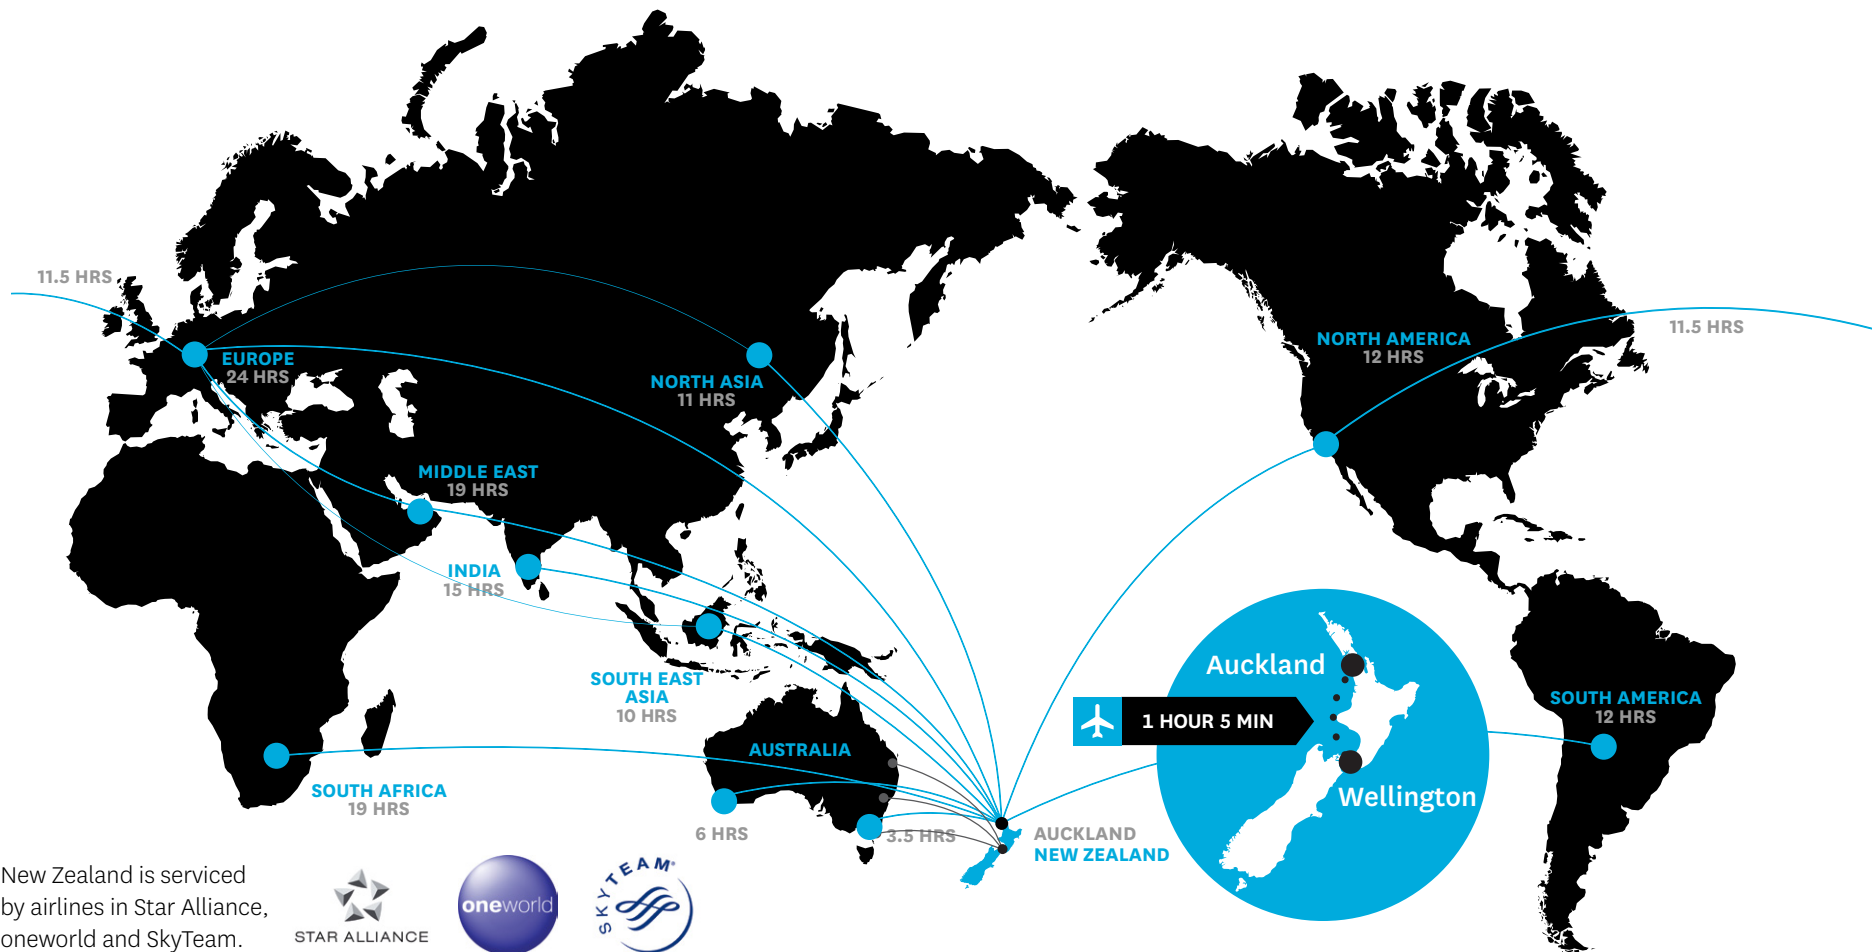 11.5 HRS
EUROPE
24 HRS
NORTH ASIA
11 HRS
NORTH AMERICA
12 HRS
11.5 HRS
MIDDLE EAST
19 HRS
INDIA
15 HRS
SOUTH EAST
ASIA
10 HRS
AUSTRALIA
SOUTH AFRICA
19 HRS
6 HRS
3.5 HRS
AUCKLAND
NEW ZEALAND
Auckland
1 HOUR 5 MIN
Wellington
SOUTH AMERICA
12 HRS
New Zealand is serviced
by airlines in Star Alliance,
oneworld and SkyTeam.
STAR ALLIANCE
oneworld
SKYTEAM